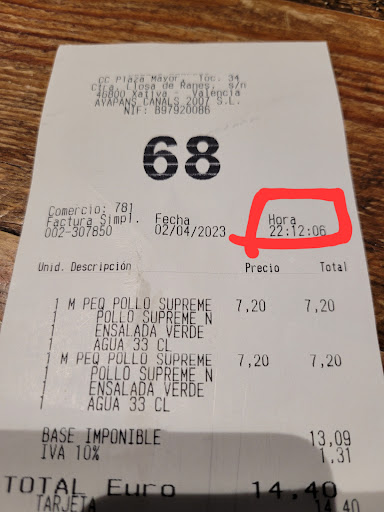 CC Plaza Mayor, Toc. 34
Ctra. Llosa de Ranes, s/n
46800 Xativa - Valencia
AYAPANS CANALS 2007 S.L.
NIF: B97920086
68
Comercio: 781
Factura Simpl. Fecha Hora
002-307850 02/04/2023 22:12:06
Unid. Descripción Precio Total
1 M PEQ POLLO SUPREME 7,20 7,20
1 POLLO SUPREME N
1 ENSALADA VERDE
1 AGUA 33 CL
1 M PEQ POLLO SUPREME 7,20 7,20
1 POLLO SUPREME N
1 ENSALADA VERDE
1 AGUA 33 CL
BASE IMPONIBLE 13,09
IVA 10% 1,31
TOTAL Euro 14,40
TARJETA 14,40